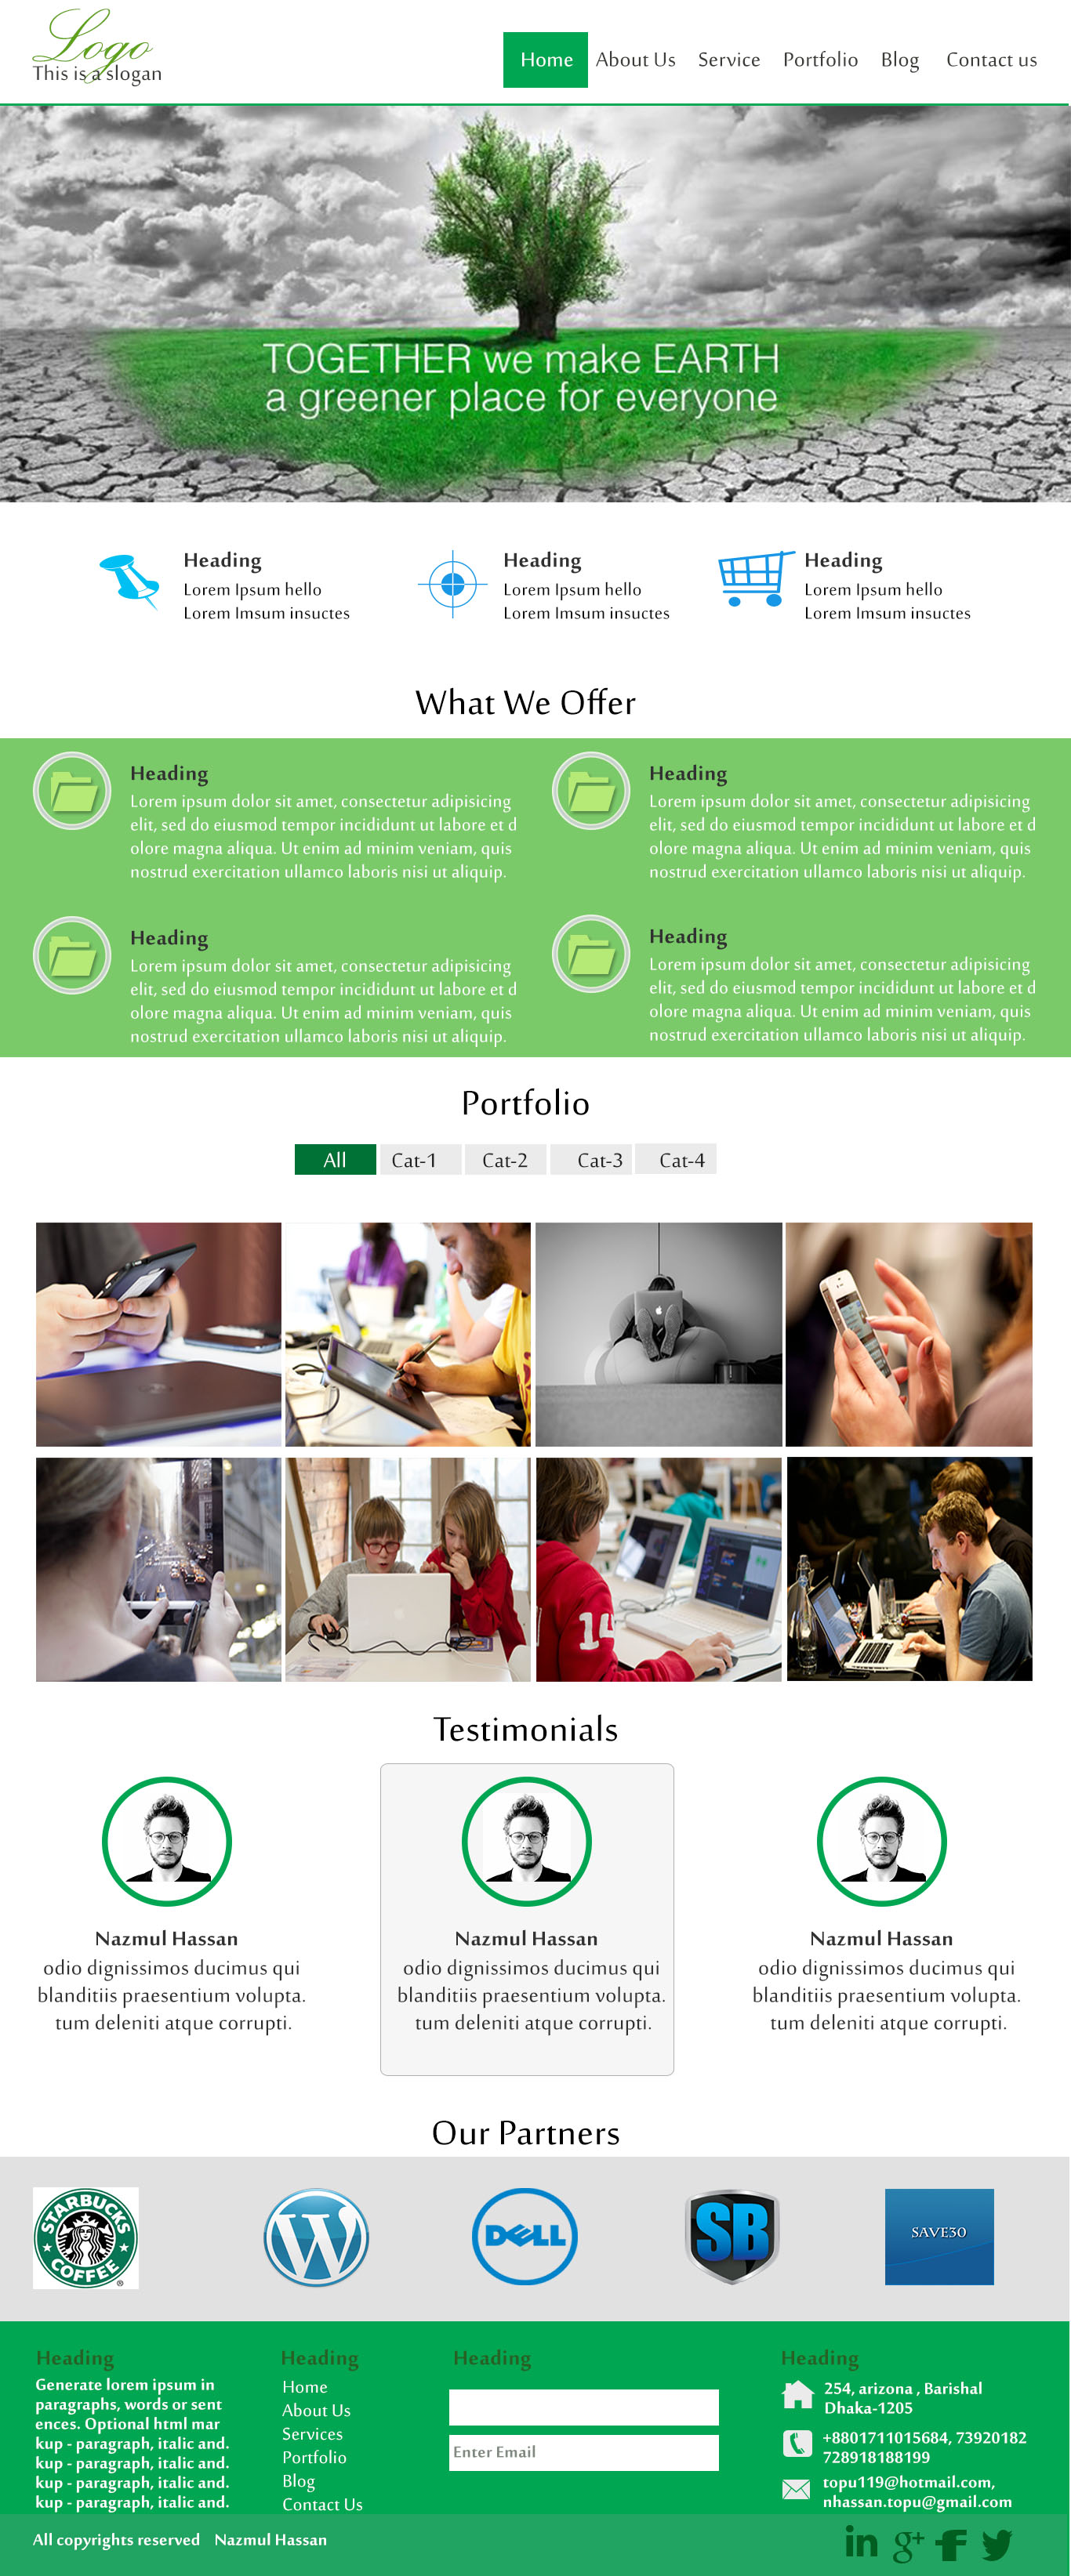 Logo
This is a slogan
Home About Us Service Portfolio Blog Contact us
TOGETHER we make EARTH
a greener place for everyone
Heading
Lorem Ipsum hello
Lorem Imsum insuctes
Heading
Lorem Ipsum hello
Lorem Imsum insuctes
Heading
Lorem Ipsum hello
Lorem Imsum insuctes
What We Offer
Heading
Lorem ipsum dolor sit amet, consectetur adipisicing
elit, sed do eiusmod tempor incididunt ut labore et d
olore magna aliqua. Ut enim ad minim veniam, quis
nostrud exercitation ullamco laboris nisi ut aliquip.
Heading
Lorem ipsum dolor sit amet, consectetur adipisicing
elit, sed do eiusmod tempor incididunt ut labore et d
olore magna aliqua. Ut enim ad minim veniam, quis
nostrud exercitation ullamco laboris nisi ut aliquip.
Heading
Lorem ipsum dolor sit amet, consectetur adipisicing
elit, sed do eiusmod tempor incididunt ut labore et d
olore magna aliqua. Ut enim ad minim veniam, quis
nostrud exercitation ullamco laboris nisi ut aliquip.
Heading
Lorem ipsum dolor sit amet, consectetur adipisicing
elit, sed do eiusmod tempor incididunt ut labore et d
olore magna aliqua. Ut enim ad minim veniam, quis
nostrud exercitation ullamco laboris nisi ut aliquip.
Portfolio
All Cat-1 Cat-2 Cat-3 Cat-4
14
Testimonials
Nazmul Hassan
odio dignissimos ducimus qui
blanditiis praesentium volupta.
tum deleniti atque corrupti.
Nazmul Hassan
odio dignissimos ducimus qui
blanditiis praesentium volupta.
tum deleniti atque corrupti.
Nazmul Hassan
odio dignissimos ducimus qui
blanditiis praesentium volupta.
tum deleniti atque corrupti.
Our Partners
STARBUCKS
COFFEE ®
W
DELL
SB
SAVE30
Heading
Generate lorem ipsum in
paragraphs, words or sent
ences. Optional html mar
kup - paragraph, italic and.
kup - paragraph, italic and.
kup - paragraph, italic and.
kup - paragraph, italic and.
Heading
Home
About Us
Services
Portfolio
Blog
Contact Us
Heading
Enter Email
Heading
254, arizona , Barishal
Dhaka-1205
+8801711015684, 73920182
728918188199
topu119@hotmail.com,
nhassan.topu@gmail.com
All copyrights reserved Nazmul Hassan
in g+ f